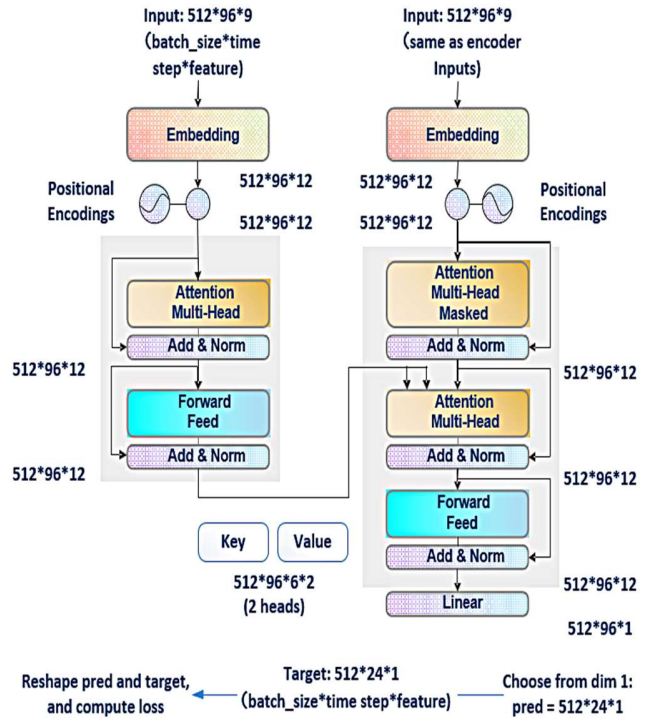 Input: 512*96*9
(batch_size*time
step*feature)
Input: 512*96*9
(same as encoder
Inputs)
Embedding
Embedding
512*96*12
512*96*12
Positional
Encodings
Positional
Encodings
512*96*12
512*96*12
Attention
Multi-Head
Attention
Multi-Head
Masked
Add & Norm
Add & Norm
512*96*12
512*96*12
Forward
Feed
Attention
Multi-Head
Add & Norm
Add & Norm
512*96*12
512*96*12
Forward
Feed
Key
Value
Add & Norm
512*96*6*2
(2 heads)
512*96*12
Linear
512*96*1
Reshape pred and target,
and compute loss
Target: 512*24*1
(batch_size*time step*feature)
Choose from dim 1:
pred = 512*24*1